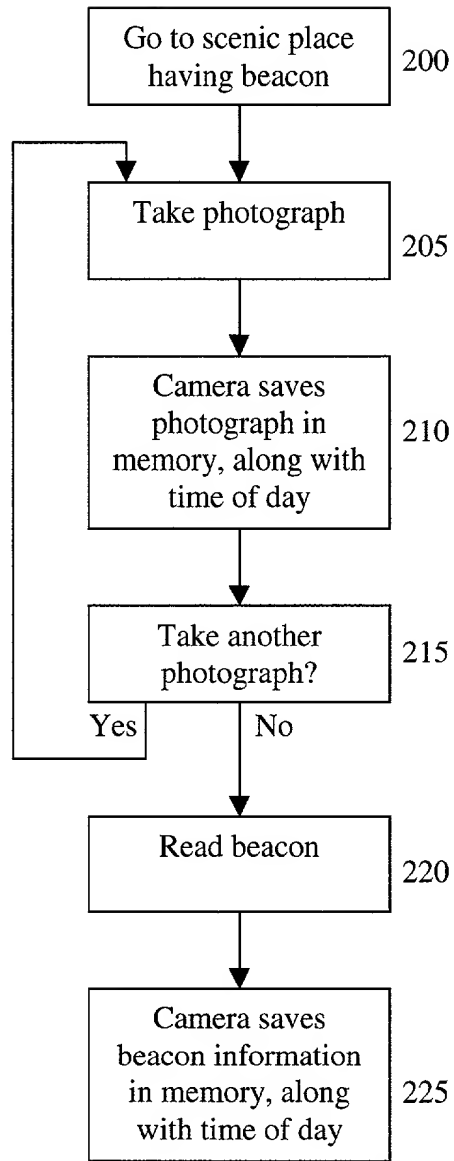 Go to scenic place
having beacon
200
Take photograph
205
Camera saves
photograph in
memory, along with
time of day
210
Take another
photograph?
215
Yes
No
Read beacon
220
Camera saves
beacon information
in memory, along
with time of day
225